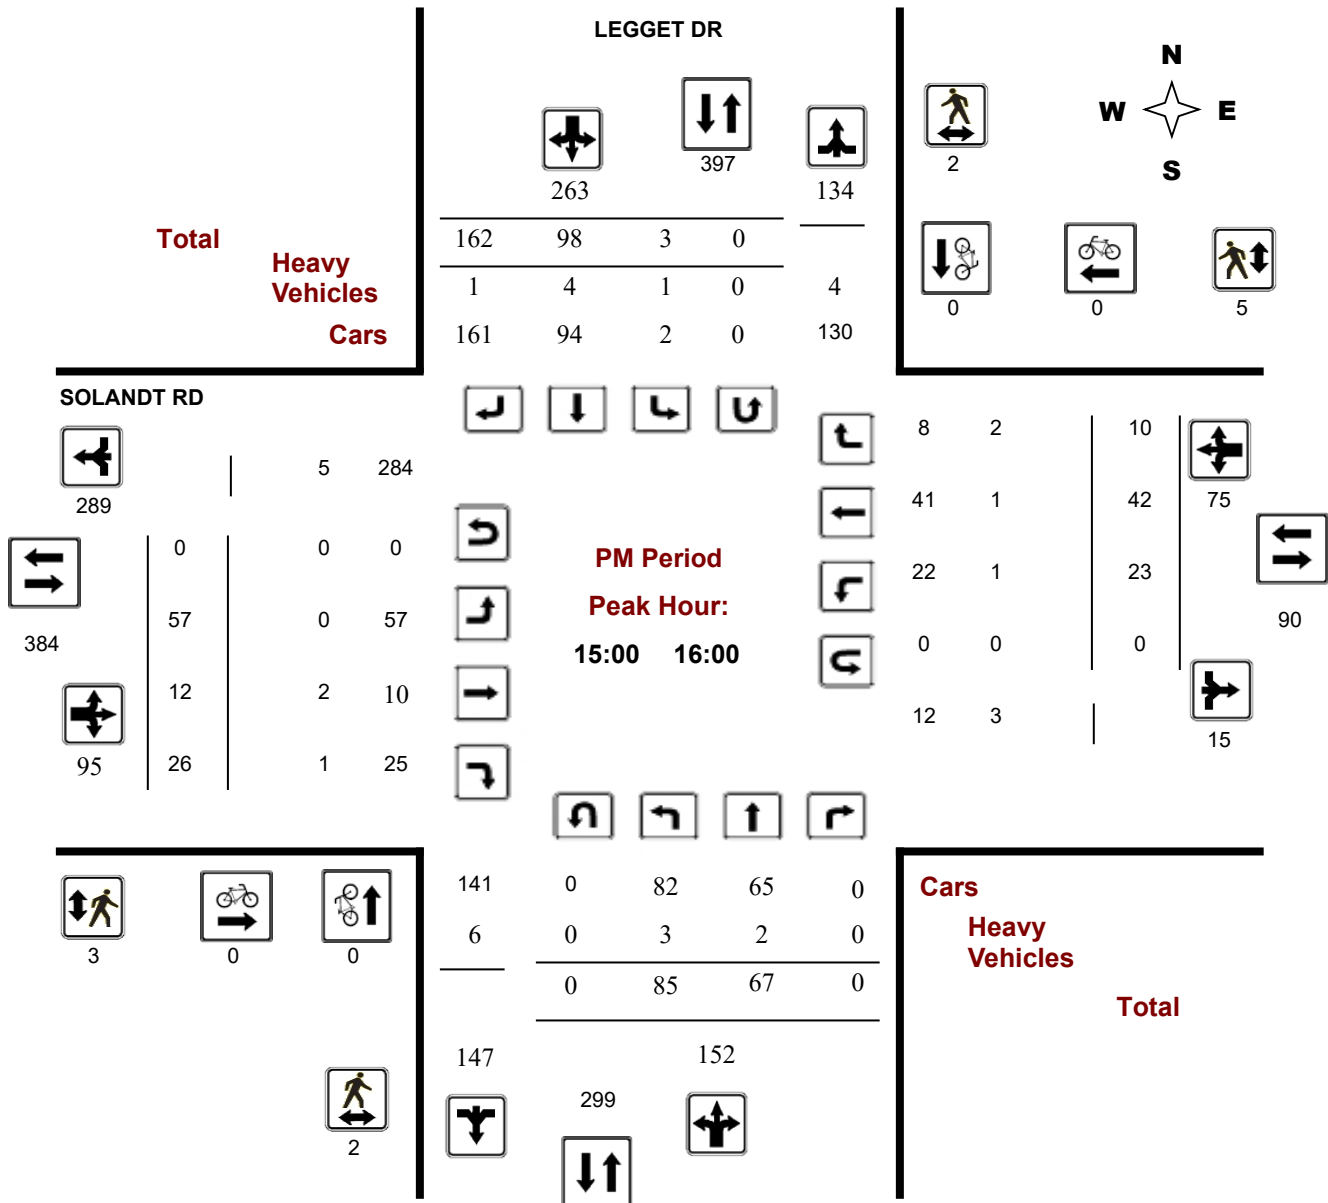 LEGGET DR
N
W E
S
397
2
263 134
Total
162 98 3 0
Heavy
Vehicles
1 4 1 0 4
0 0 5
Cars
161 94 2 0 130
SOLANDT RD
8 2 10
5 284
289
41 1 42 75
0 0 0
PM Period
22 1 23
57 0 57
Peak Hour:
90
384
15:00 16:00
0 0 0
12 2 10
12 3
15
95 26 1 25
141 0 82 65 0
Cars
6 0 3 2 0
Heavy
Vehicles
3 0 0
0 85 67 0
Total
147 152
299
2